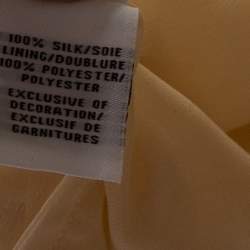 100% SILK/SOIE
LINING/DOUBLURE
100% POLYESTER/
POLYESTER
EXCLUSIVE OF
DECORATION/
EXCLUSIF DE
GARNITURES